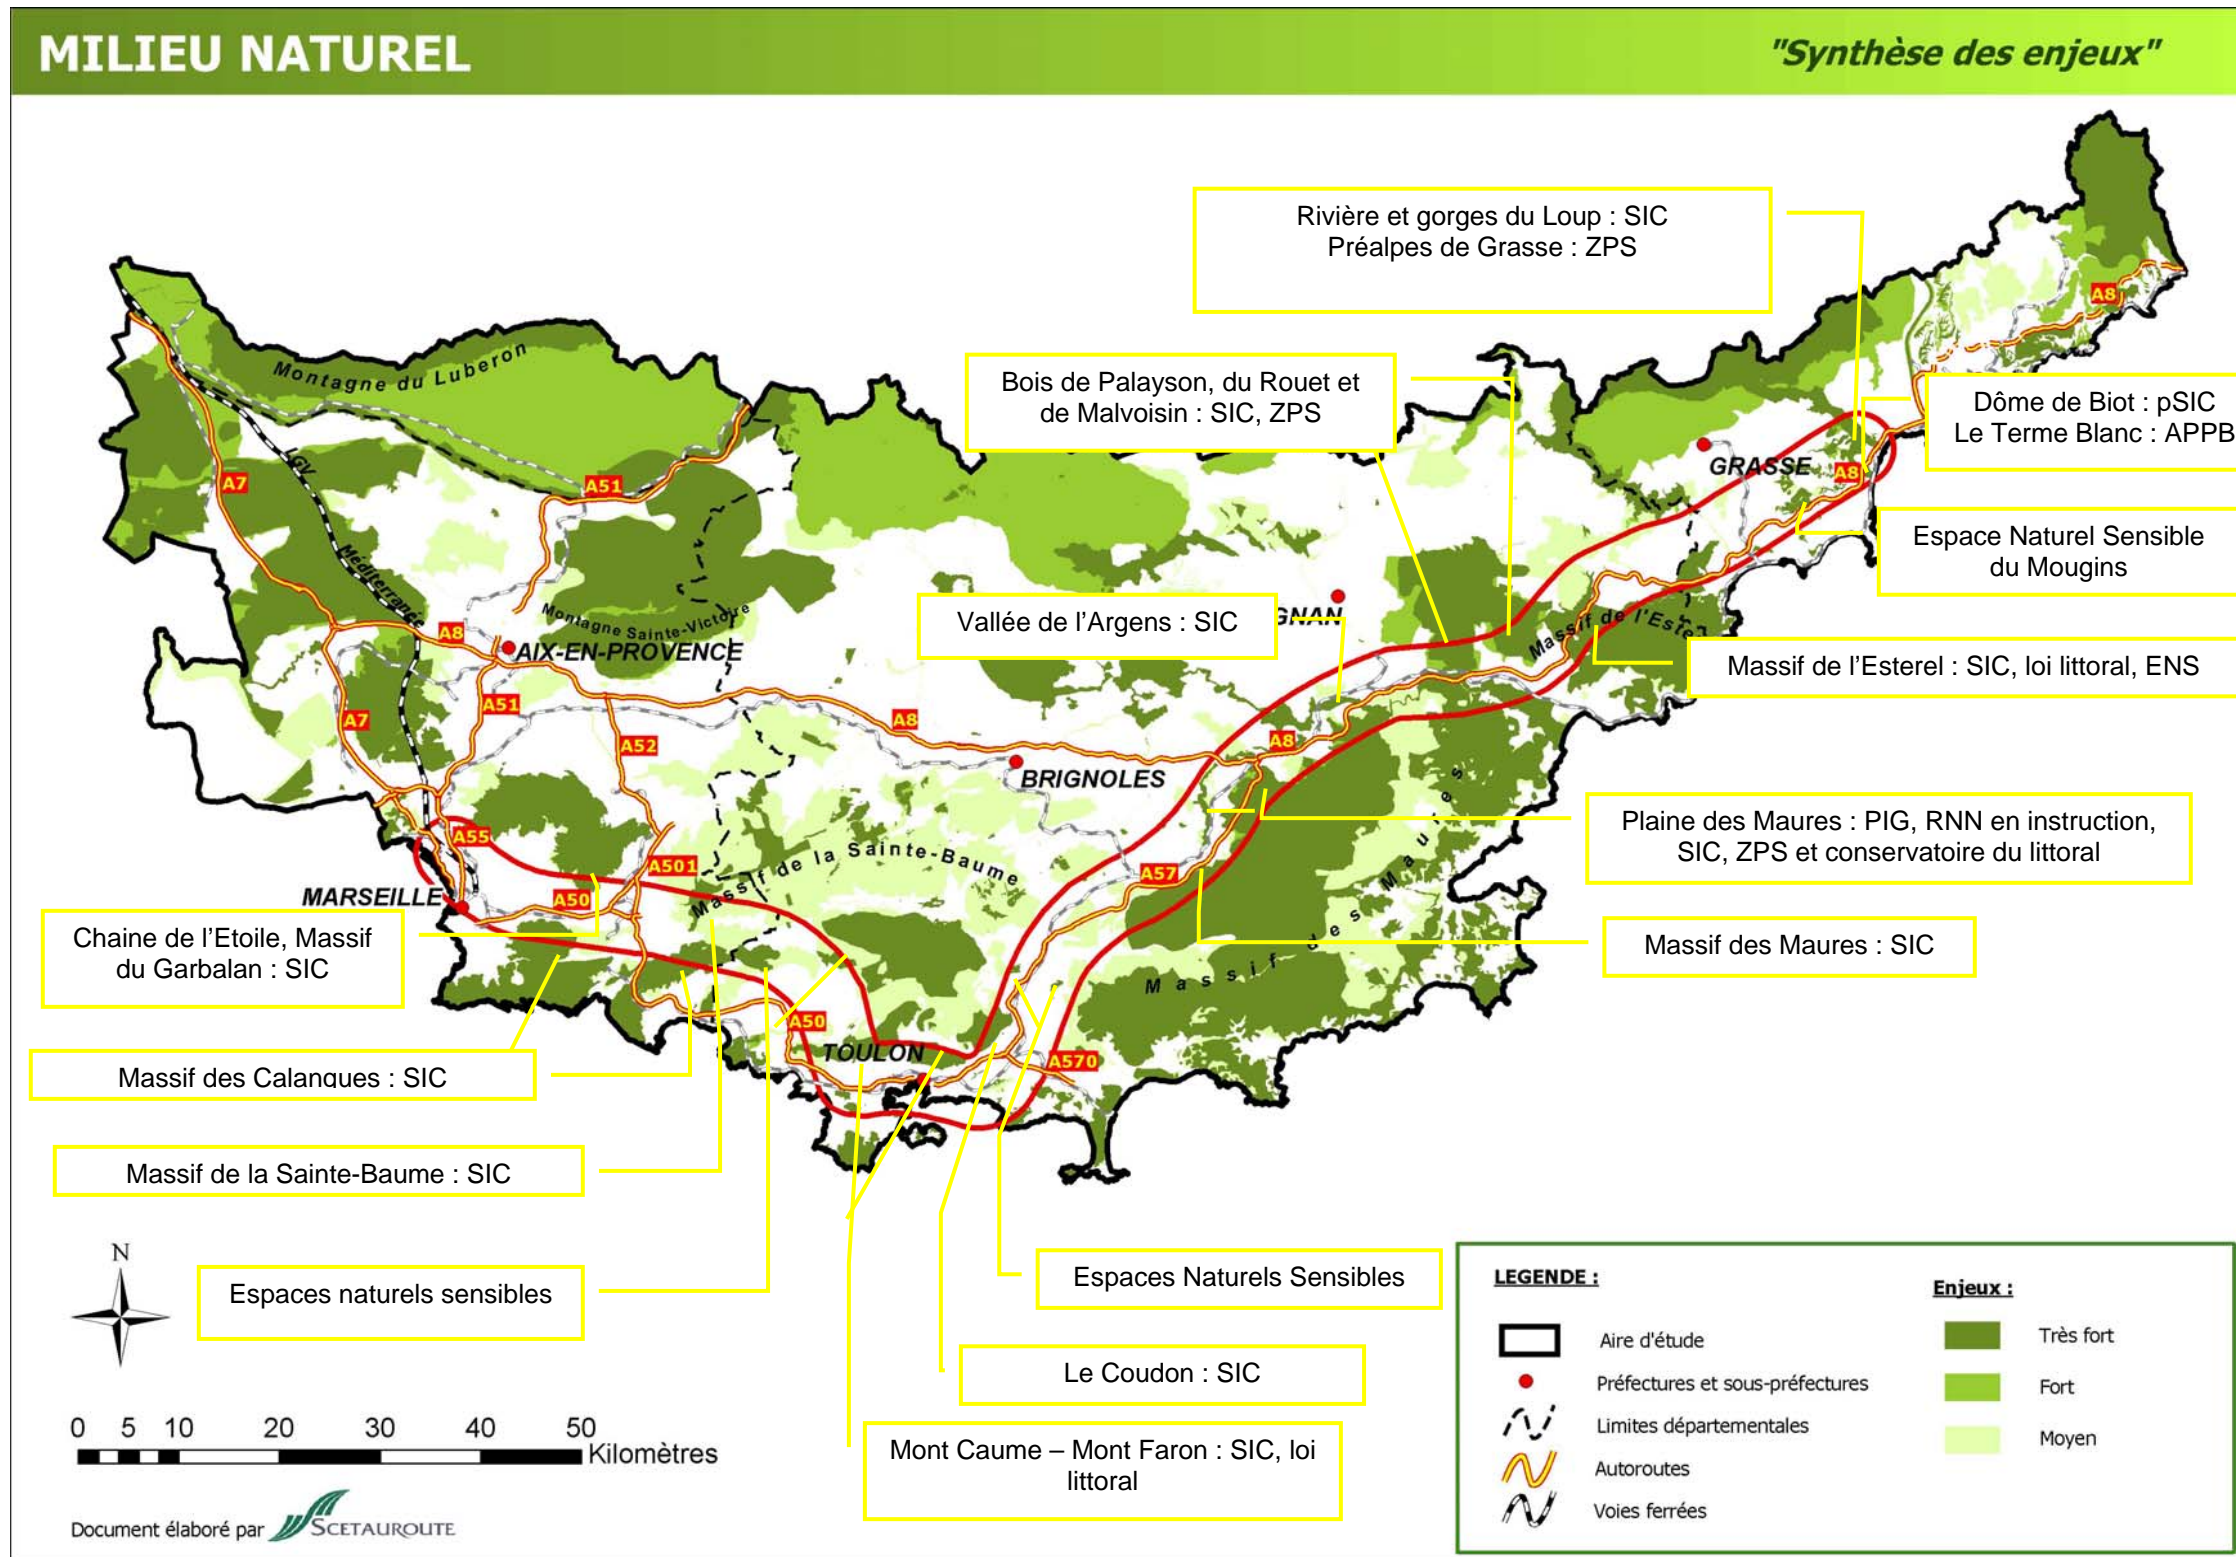 MILIEU NATUREL
"Synthèse des enjeux"
Rivière et gorges du Loup : SIC
Préalpes de Grasse : ZPS
Montagne du Luberon
Bois de Palayson, du Rouet et
de Malvoisin : SIC, ZPS
Dôme de Biot : pSIC
Le Terme Blanc : APPB
A8
A7
A51
LGV
Méditerranée
GRASSE
A8
Espace Naturel Sensible
du Mougins
Montagne Sainte-Victoire
Vallée de l'Argens : SIC
GNAN
Massif de l'Este
A8
AIX-EN-PROVENCE
Massif de l'Esterel : SIC, loi littoral, ENS
A51
A7
A52
A8
A8
BRIGNOLES
Plaine des Maures : PIG, RNN en instruction,
SIC, ZPS et conservatoire du littoral
A55
A501
Massif de la Sainte-Baume
A57
MARSEILLE
A50
Massif des Maures
Chaine de l'Etoile, Massif
du Garbalan : SIC
Massif des Maures : SIC
A50
TOULON
A570
Massif des Calanques : SIC
Massif de la Sainte-Baume : SIC
N
Espaces naturels sensibles
Espaces Naturels Sensibles
Le Coudon : SIC
Mont Caume – Mont Faron : SIC, loi
littoral
0 5 10 20 30 40 50
Kilomètres
Document élaboré par SCETAUROUTE
LEGENDE :
Aire d'étude
Préfectures et sous-préfectures
Limites départementales
Autoroutes
Voies ferrées
Enjeux :
Très fort
Fort
Moyen